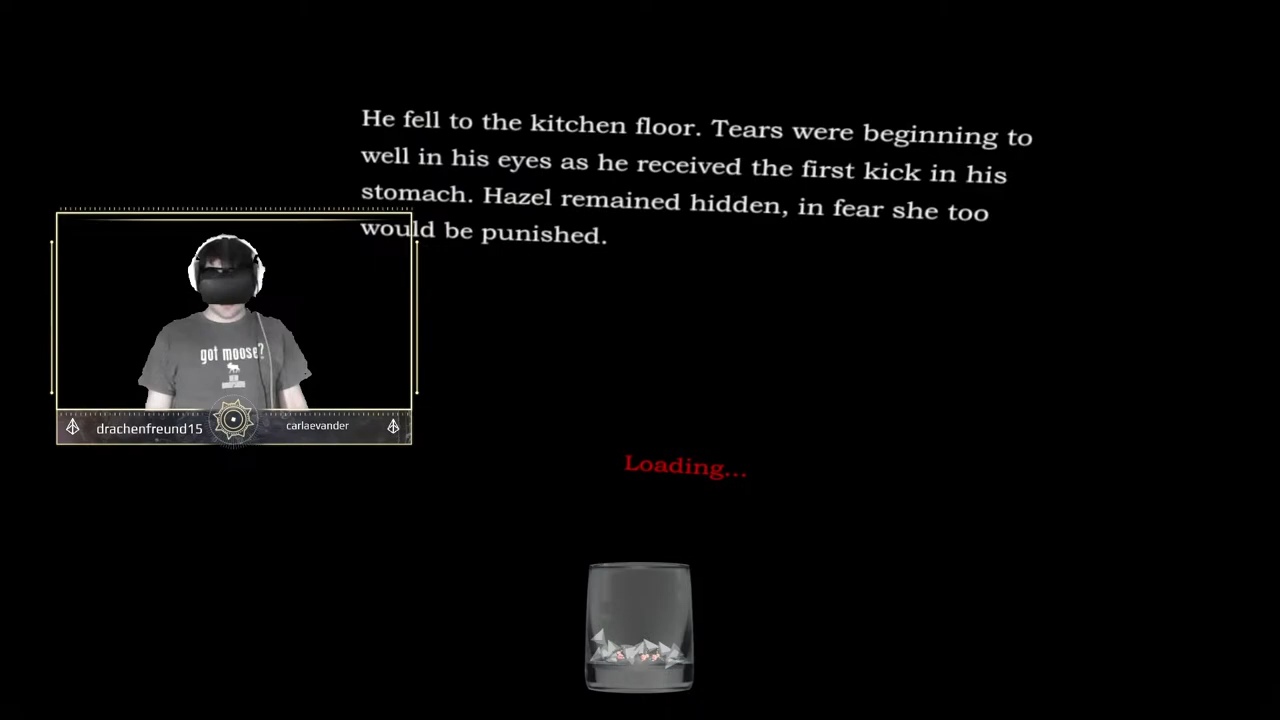 He fell to the kitchen floor. Tears were beginning to
well in his eyes as he received the first kick in his
stomach. Hazel remained hidden, in fear she too
would be punished.
got moose?
drachenfreund15
carlaevander
Loading...